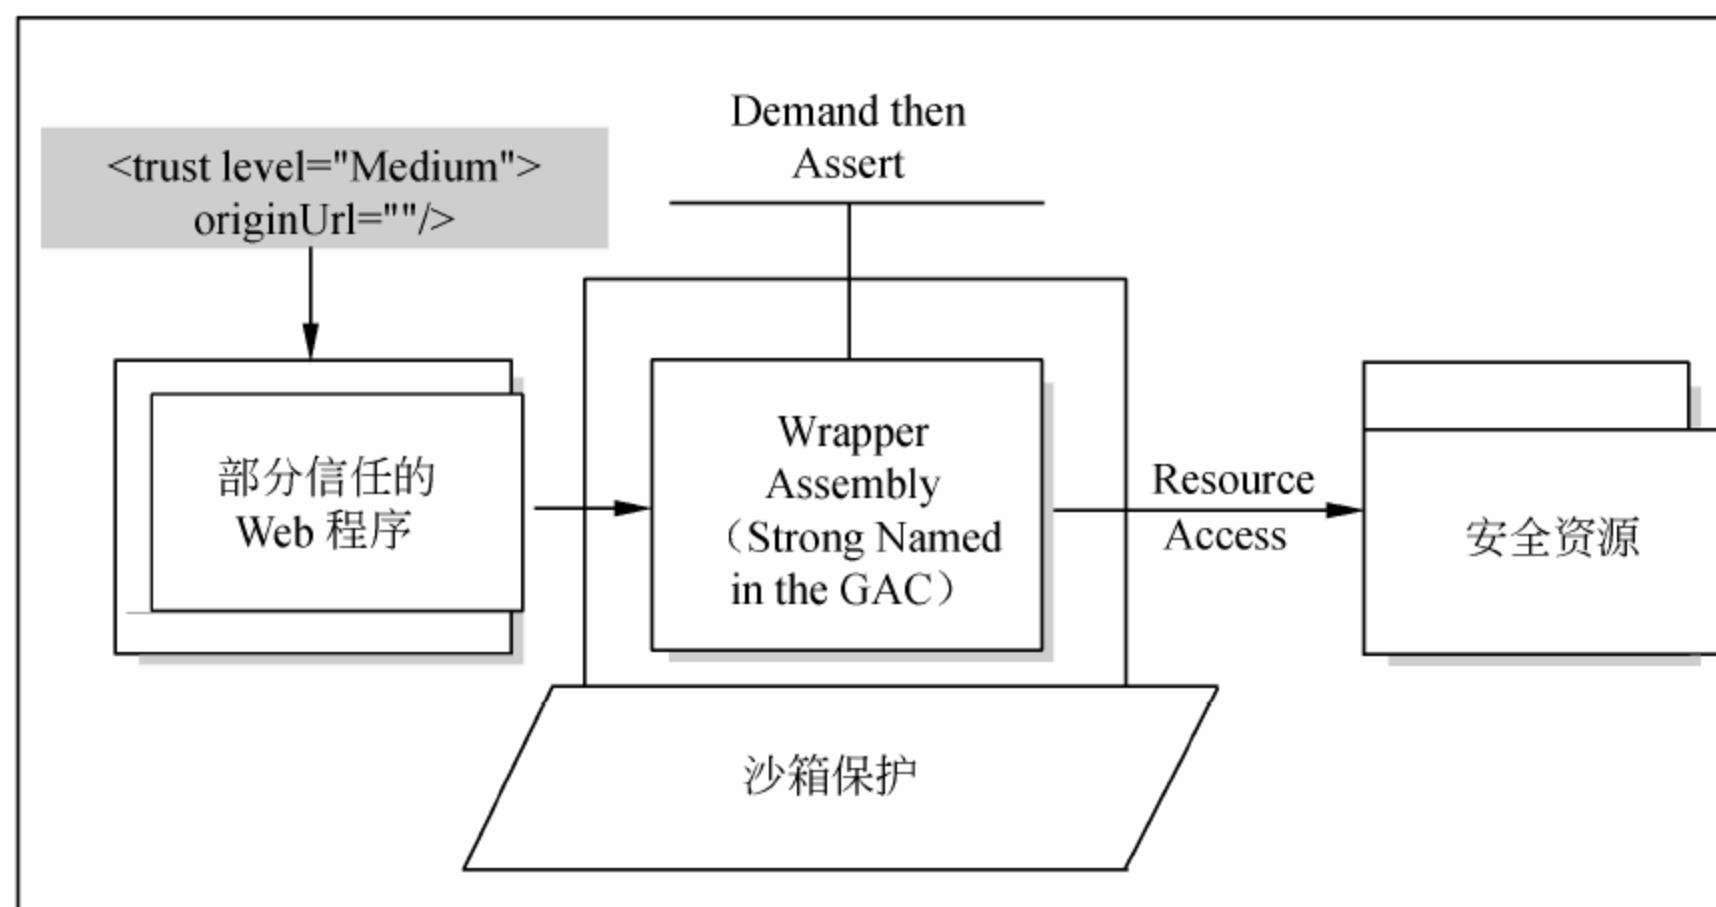 Demand then
Assert
<trust level="Medium">
originUrl=""/>
部分信任的
Web 程序
Wrapper
Assembly
（Strong Named
in the GAC）
Resource
Access
安全资源
沙箱保护